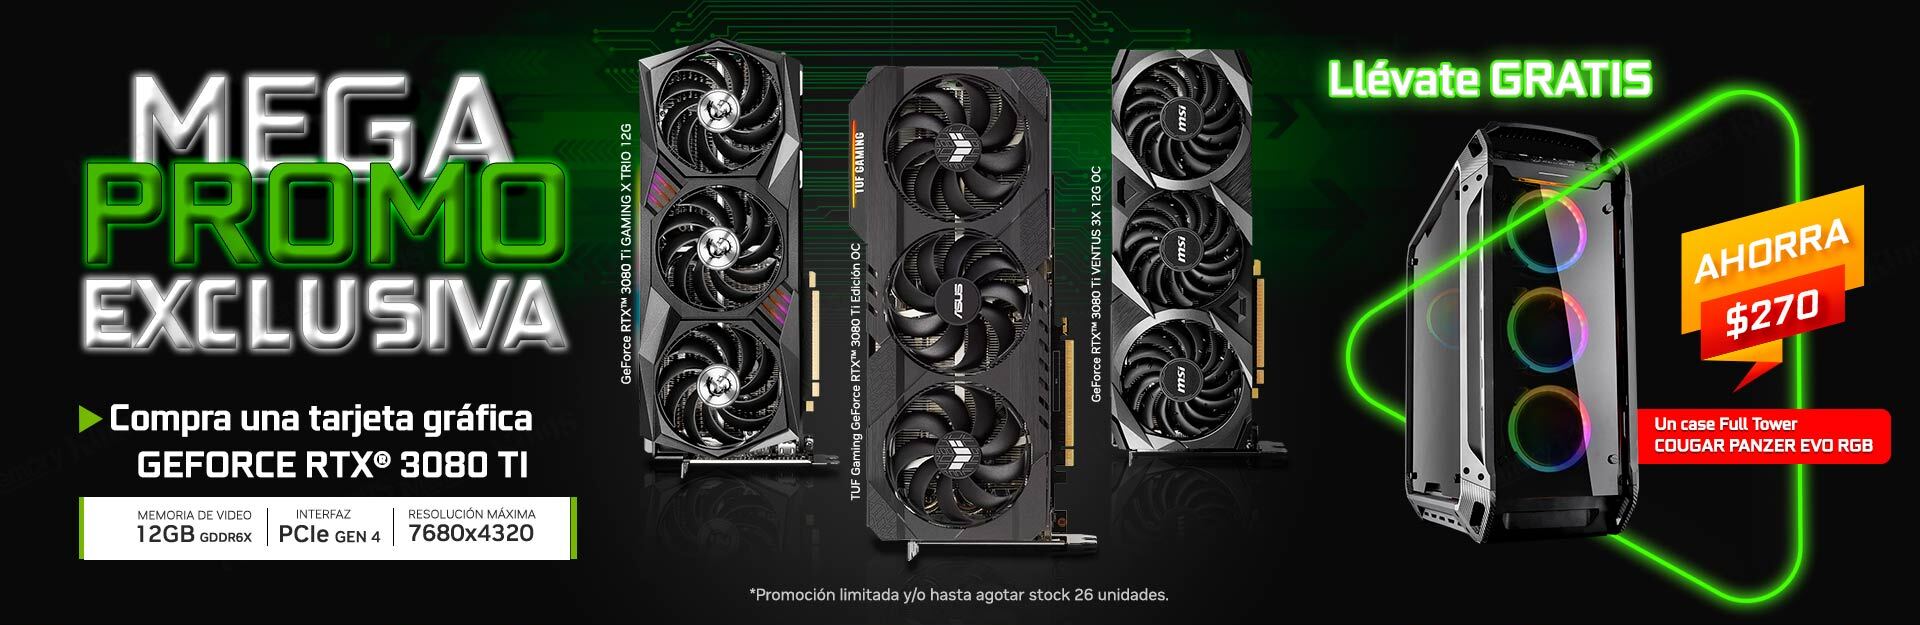 MEGA
PROMO
EXCLUSIVA
Compra una tarjeta gráfica
GEFORCE RTX® 3080 TI
MEMORIA DE VIDEO
12GB GDDR6X
INTERFAZ
PCIe GEN 4
RESOLUCIÓN MÁXIMA
7680x4320
GeForce RTX™ 3080 Ti GAMING X TRIO 12G
TUF GAMING
ASUS
TUF Gaming GeForce RTX™ 3080 Ti Edición OC
msi
msi
msi
GeForce RTX™ 3080 Ti VENTUS 3X 12G OC
Llévate GRATIS
AHORRA
$270
Un case Full Tower
COUGAR PANZER EVO RGB
*Promoción limitada y/o hasta agotar stock 26 unidades.